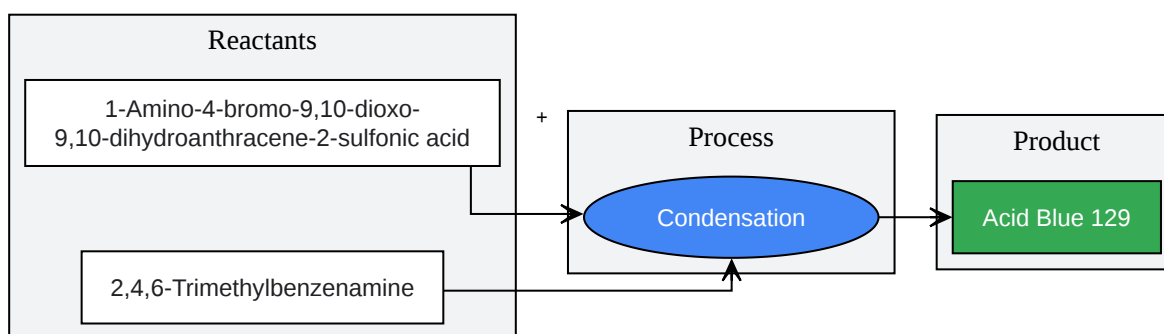 Reactants
1-Amino-4-bromo-9,10-dioxo-
9,10-dihydroanthracene-2-sulfonic acid
+
Process
Product
Condensation
Acid Blue 129
2,4,6-Trimethylbenzenamine